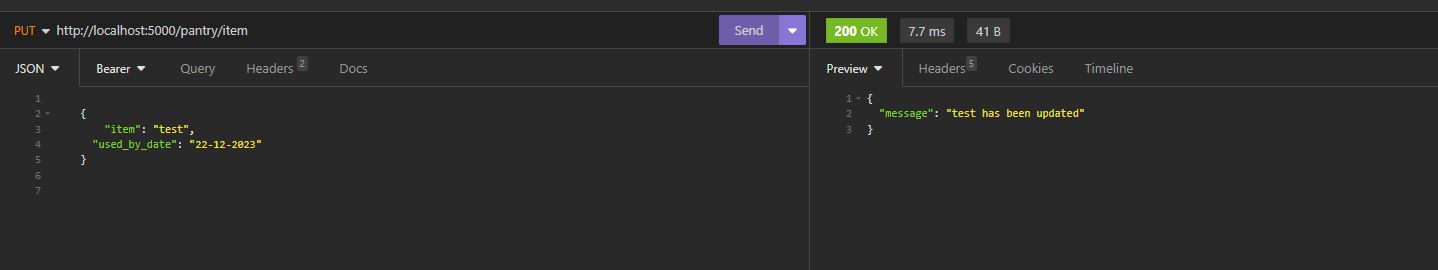 PUT http://localhost:5000/pantry/item Send
200 OK 7.7 ms 41 B
JSON Bearer Query Headers 2 Docs
Preview Headers 5 Cookies Timeline
1
2 {
3 "item": "test",
4 "used_by_date": "22-12-2023"
5 }
6
7
1 {
2 "message": "test has been updated"
3 }